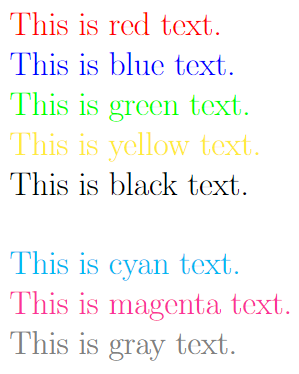 This is red text.
This is blue text.
This is green text.
This is yellow text.
This is black text.
This is cyan text.
This is magenta text.
This is gray text.